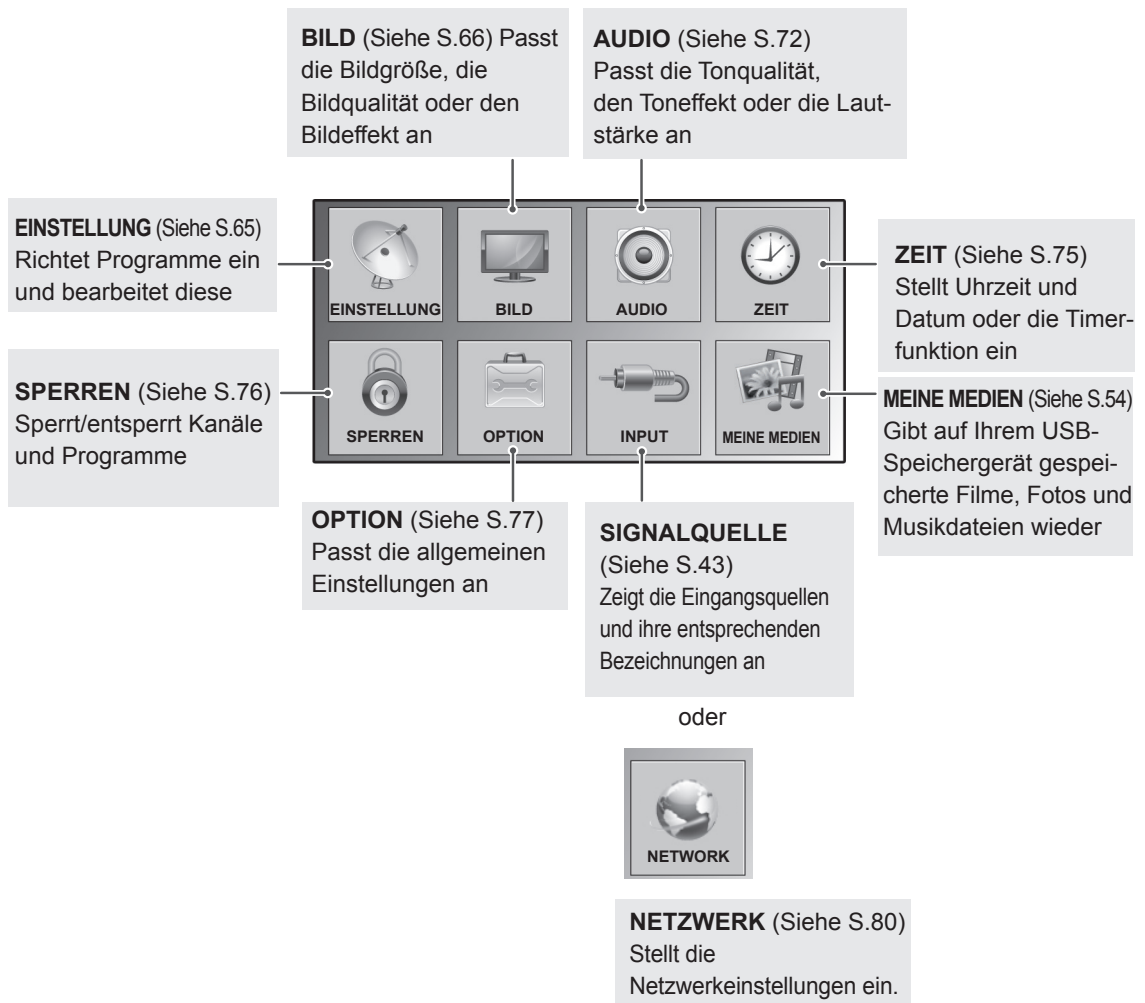 BILD (Siehe S.66) Passt
die Bildgröße, die
Bildqualität oder den
Bildeffekt an
AUDIO (Siehe S.72)
Passt die Tonqualität,
den Toneffekt oder die Laut-
stärke an
EINSTELLUNG (Siehe S.65)
Richtet Programme ein
und bearbeitet diese
EINSTELLUNG
BILD
AUDIO
ZEIT
ZEIT (Siehe S.75)
Stellt Uhrzeit und
Datum oder die Timer-
funktion ein
SPERREN (Siehe S.76)
Sperrt/entsperrt Kanäle
und Programme
SPERREN
OPTION
INPUT
MEINE MEDIEN
MEINE MEDIEN (Siehe S.54)
Gibt auf Ihrem USB-
Speichergerät gespei-
cherte Filme, Fotos und
Musikdateien wieder
OPTION (Siehe S.77)
Passt die allgemeinen
Einstellungen an
SIGNALQUELLE
(Siehe S.43)
Zeigt die Eingangsquellen
und ihre entsprechenden
Bezeichnungen an
oder
NETWORK
NETZWERK (Siehe S.80)
Stellt die
Netzwerkeinstellungen ein.